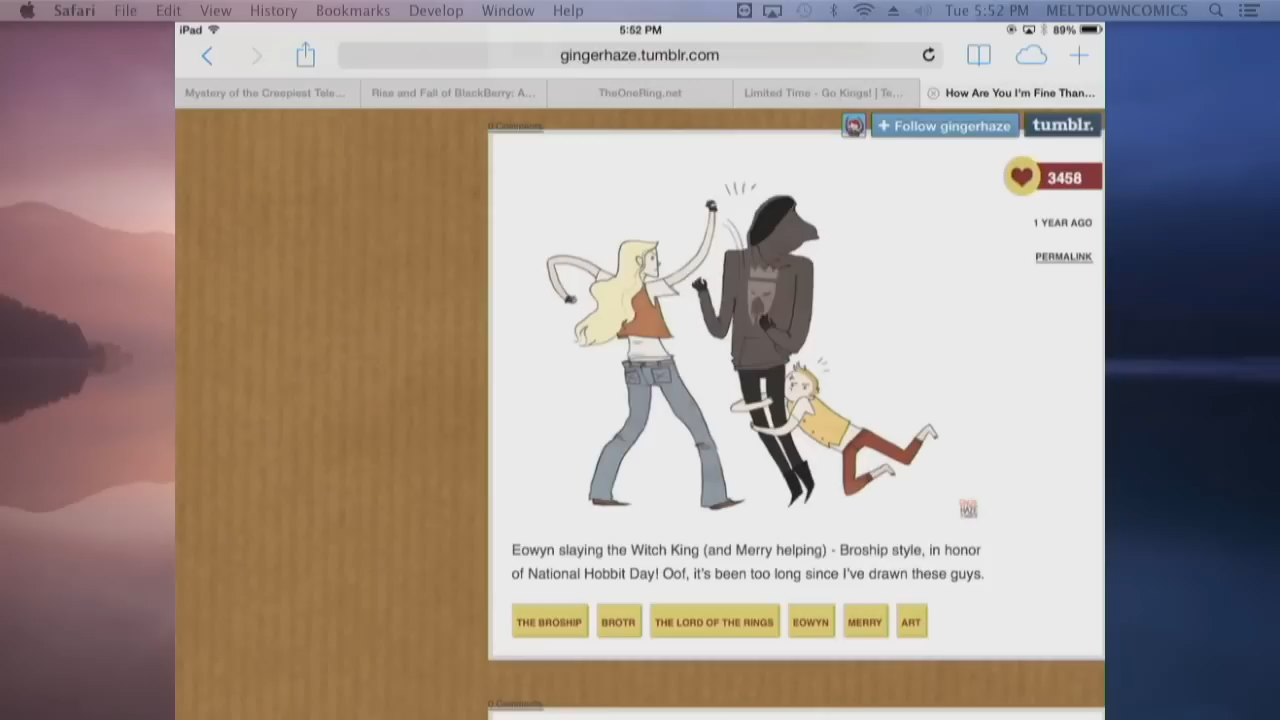 Safari File Edit View History Bookmarks Develop Window Help Tue 5:52 PM MELTDOWNCOMICS
iPad 5:52 PM 89%
gingerhaze.tumblr.com
Mystery of the Creepiest Tele... Rise and Fall of BlackBerry: A... TheOneRing.net Limited Time - Go Kings! | Te... How Are You I'm Fine Than...
0 Comments
+ Follow gingerhaze tumblr.
3458
1 YEAR AGO
PERMALINK
Eowyn slaying the Witch King (and Merry helping) - Broship style, in honor
of National Hobbit Day! Oof, it's been too long since I've drawn these guys.
THE BROSHIP BROTR THE LORD OF THE RINGS EOWYN MERRY ART
0 Comments